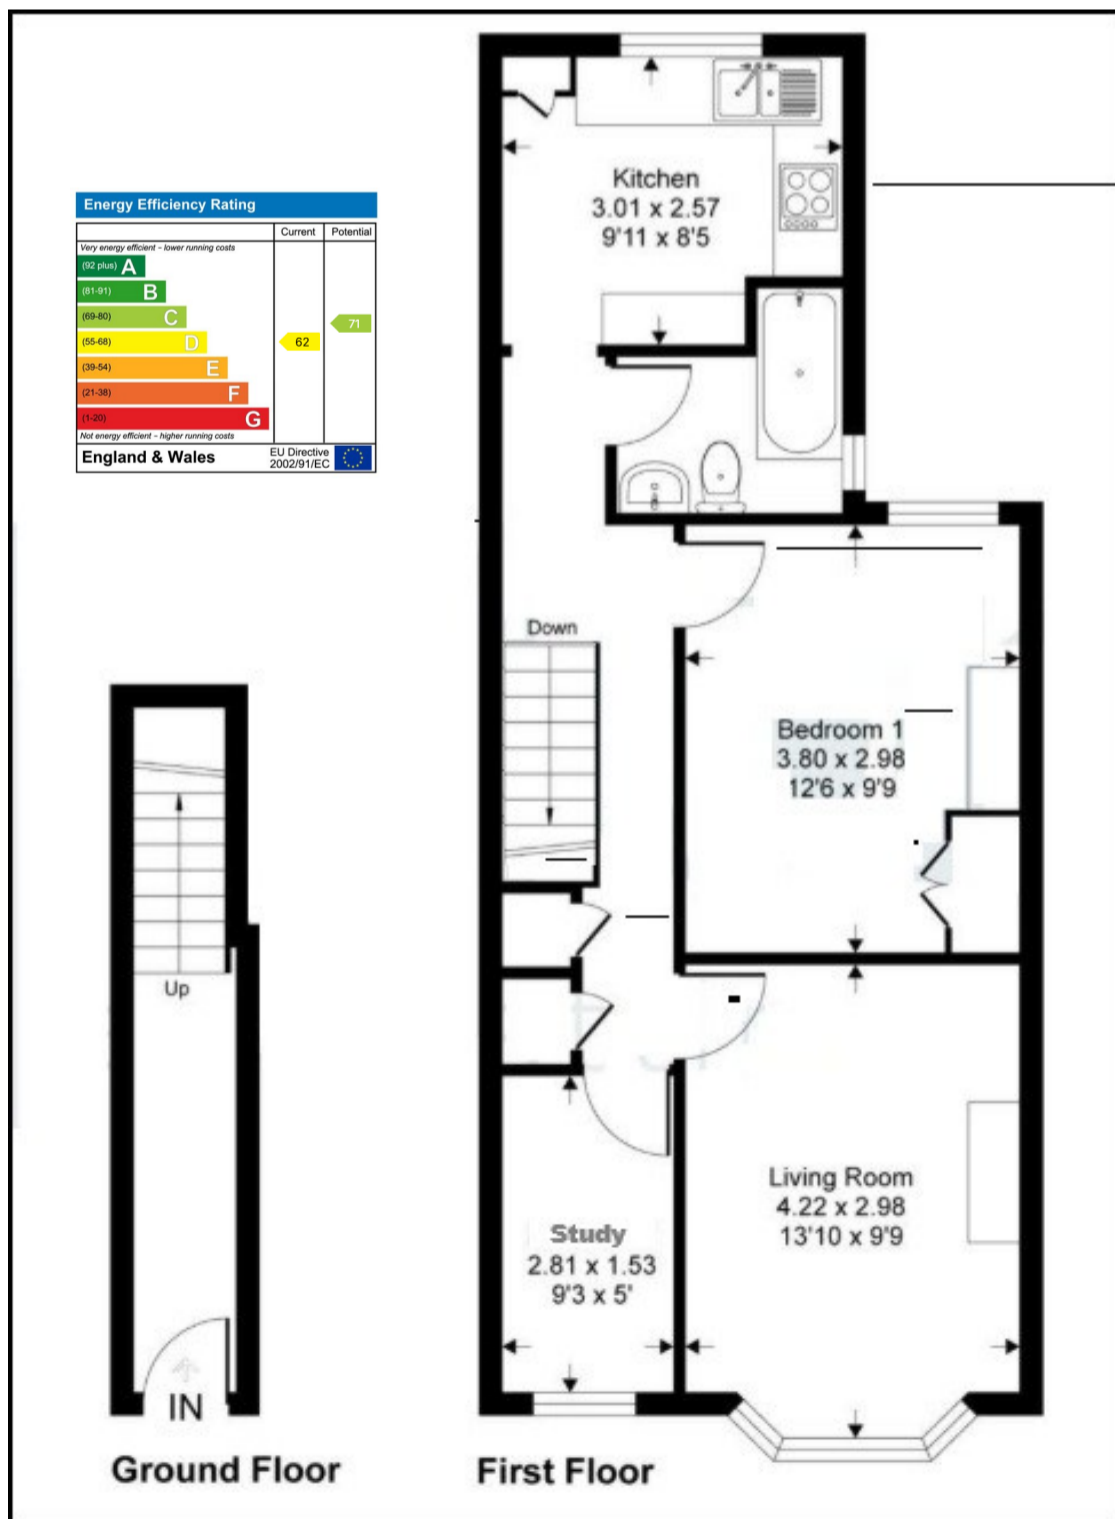 Energy Efficiency Rating
Current Potential
Very energy efficient - lower running costs
(92 plus) A
(81-91) B
(69-80) C
71
(55-68) D
62
(39-54) E
(21-38) F
(1-20) G
Not energy efficient - higher running costs
England & Wales
EU Directive
2002/91/EC
Kitchen
3.01 x 2.57
9'11 x 8'5
Down
Bedroom 1
3.80 x 2.98
12'6 x 9'9
Up
Living Room
4.22 x 2.98
13'10 x 9'9
Study
2.81 x 1.53
9'3 x 5'
IN
Ground Floor
First Floor